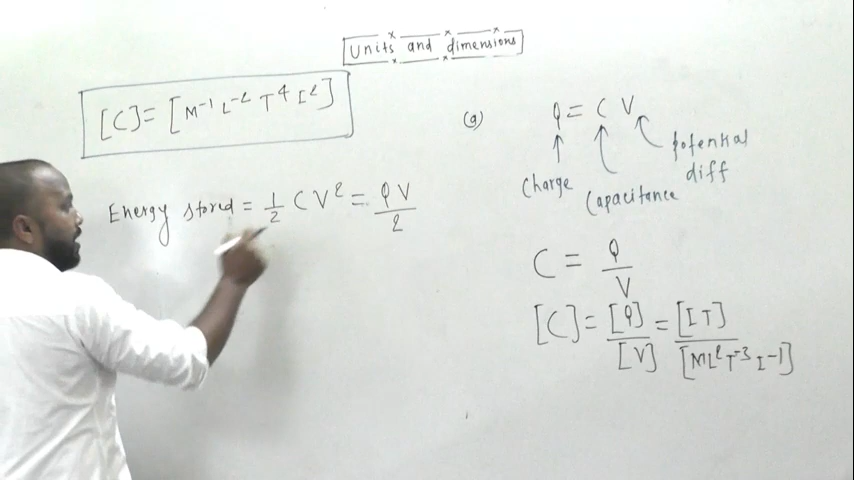 Units and dimensions
[C] = [M⁻¹ L⁻² T⁴ I²]
Energy stored = 1/2 C V² = QV/2
(a) Q = C V
Charge
Capacitance
potential
diff
C = Q/V
[C] = [Q]/[V] = [I T]/[ML² T⁻³ I⁻¹]